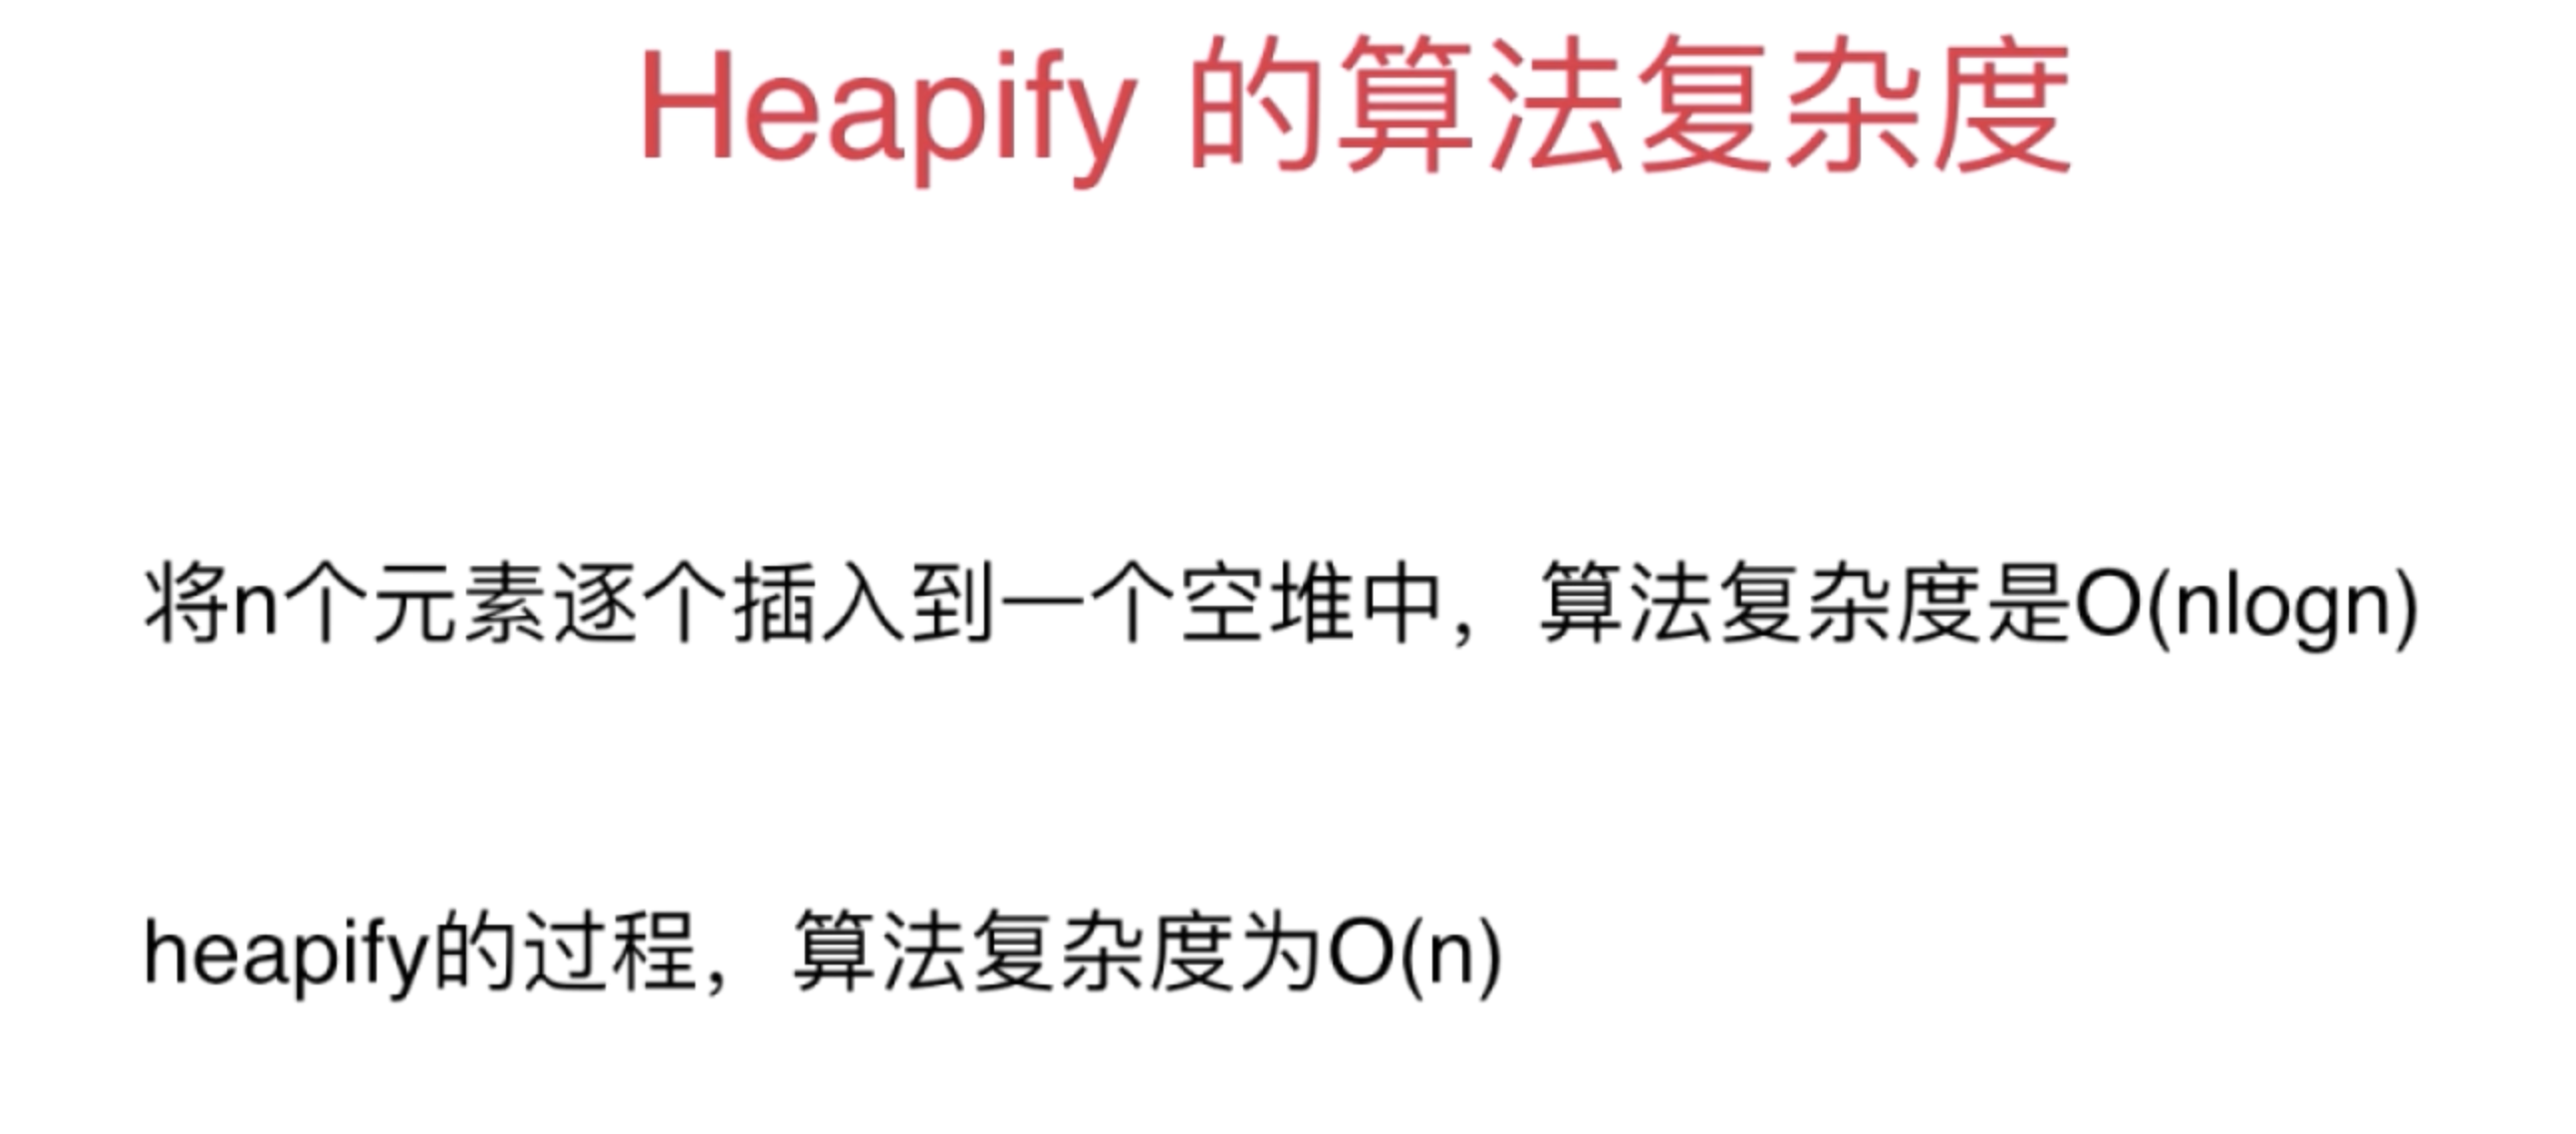 Heapify 的算法复杂度
将n个元素逐个插入到一个空堆中，算法复杂度是O(nlogn)
heapify的过程，算法复杂度为O(n)